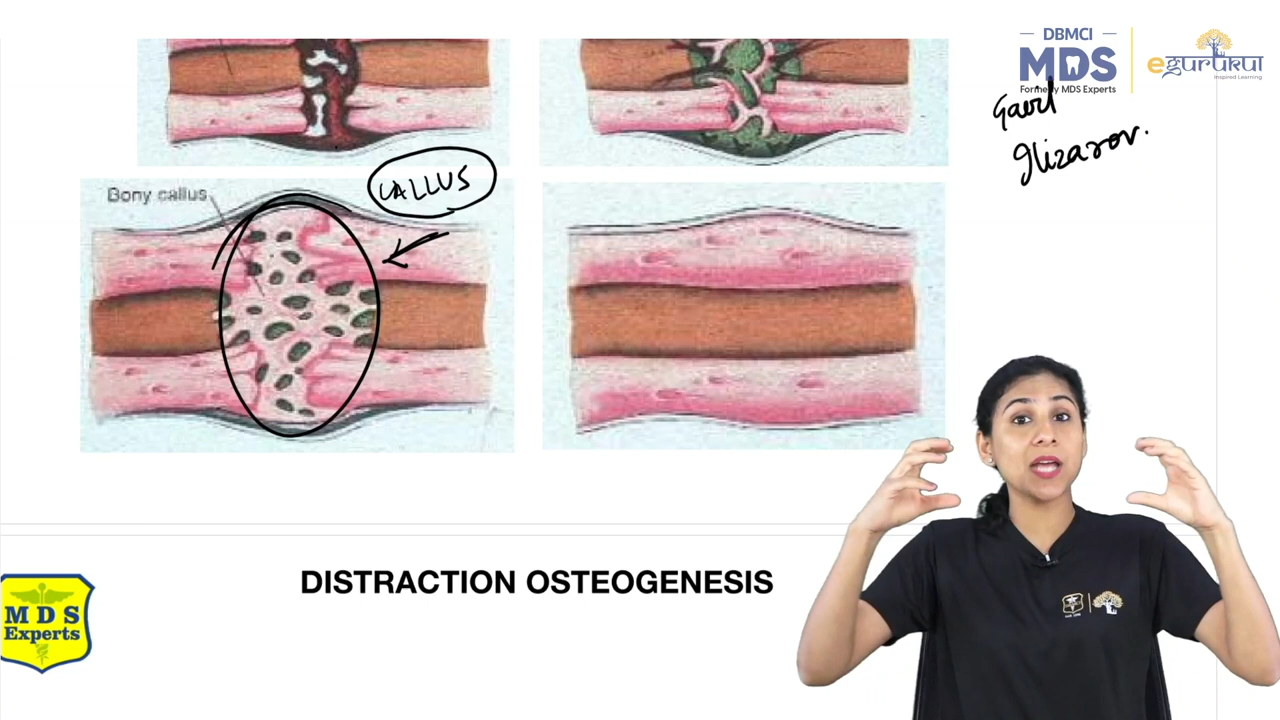 DBMCI
MDS
Formerly MDS Experts
egurukul
Inspired Learning
Gavril
Ilizarov.
CALLUS
Bony callus
DISTRACTION OSTEOGENESIS
MDS
Experts